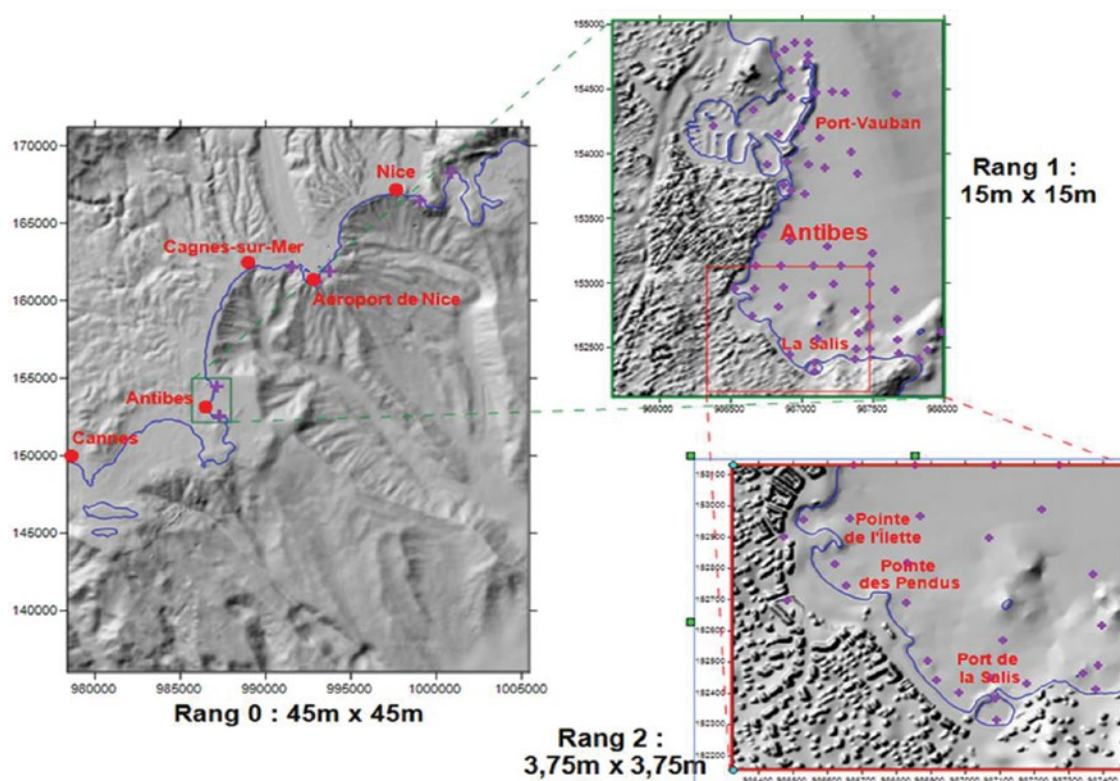 170000
165000
160000
155000
150000
145000
140000
980000
985000
990000
995000
1000000
1005000
Nice
Cagnes-sur-Mer
Aéroport de Nice
Antibes
Cannes
Rang 0 : 45m x 45m
155000
154500
154000
153500
153000
152500
986500
987000
987500
988000
Port-Vauban
Antibes
La Salis
Rang 1 :
15m x 15m
Pointe
de l'Îlette
Pointe
des Pendus
Port de
la Salis
Rang 2 :
3,75m x 3,75m